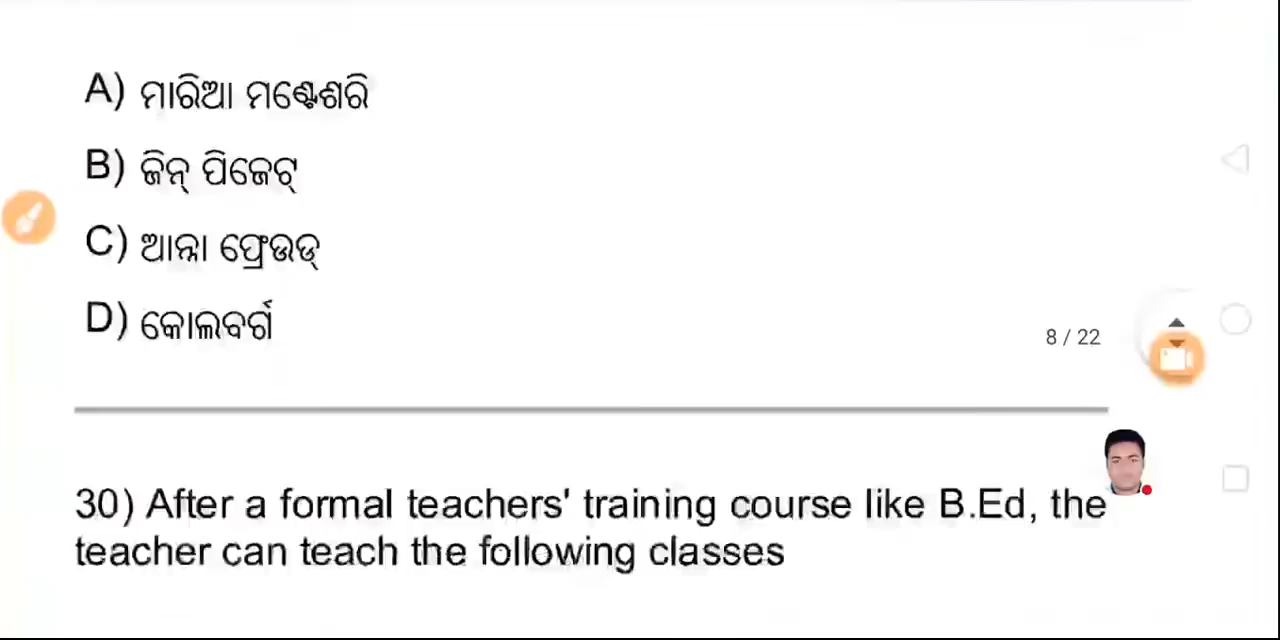 A) ମାରିଆ ମଣ୍ଟେଶରି
B) ଜିନ୍ ପିଜେଟ୍
C) ଆନ୍ନା ଫ୍ରେଉଡ୍
D) କୋଲବର୍ଗ
8 / 22
30) After a formal teachers' training course like B.Ed, the
teacher can teach the following classes